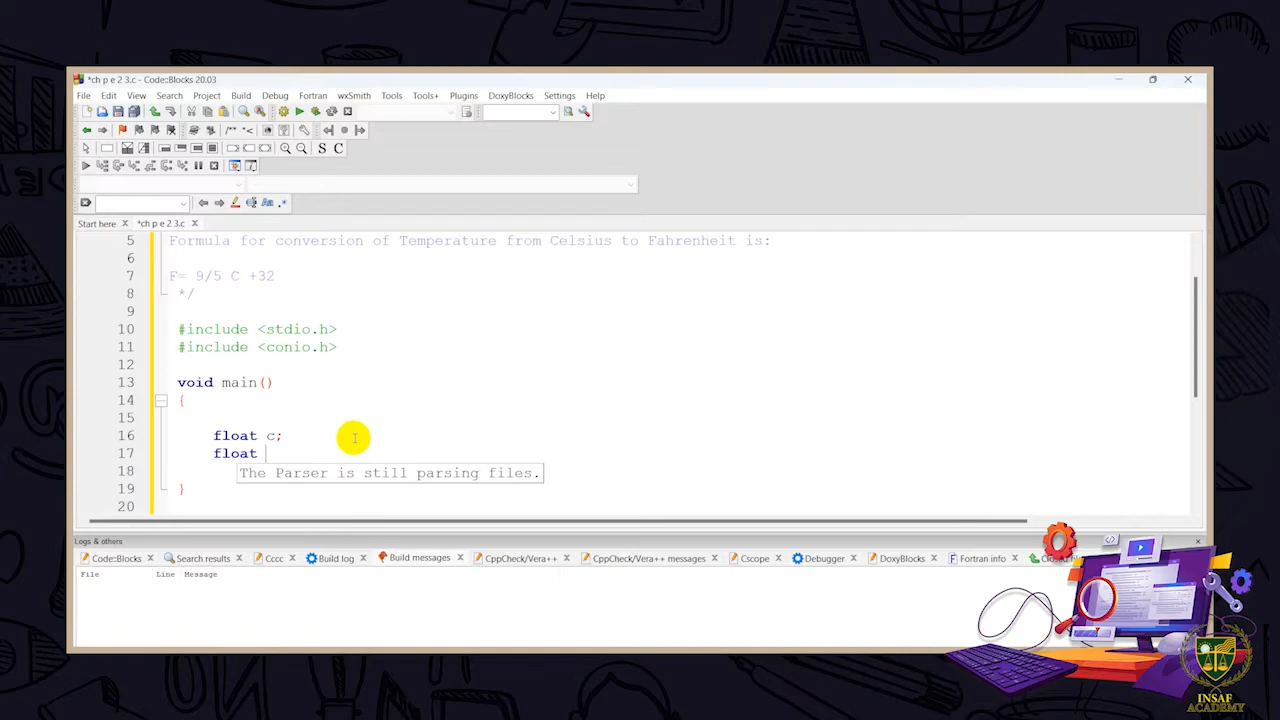 *ch p e 2 3.c - Code::Blocks 20.03
File Edit View Search Project Build Debug Fortran wxSmith Tools Tools+ Plugins DoxyBlocks Settings Help
/** *< 
S C
Aa .*
Start here X *ch p e 2 3.c X
5 Formula for conversion of Temperature from Celsius to Fahrenheit is:
6
7 F= 9/5 C +32
8 */
9
10 #include <stdio.h>
11 #include <conio.h>
12
13 void main()
14 {
15
16 float c;
17 float
The Parser is still parsing files.
18
19 }
20
Logs & others
Code::Blocks X Search results X Cccc X Build log X Build messages X CppCheck/Vera++ X CppCheck/Vera++ messages X Cscope X Debugger X DoxyBlocks X Fortran info X
File Line Message
INSAF
ACADEMY